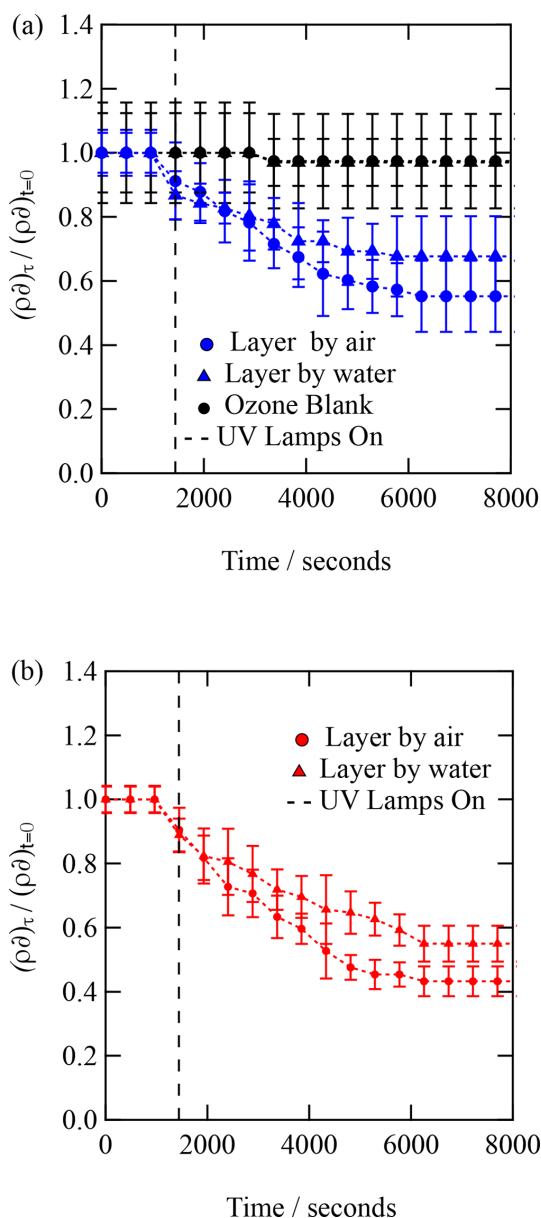 (a)
1.4
1.2
1.0
0.8
0.6
0.4
0.2
0.0
(ρ∂)τ / (ρ∂)t=0
Layer by air
Layer by water
Ozone Blank
UV Lamps On
0 2000 4000 6000 8000
Time / seconds
(b)
1.4
1.2
1.0
0.8
0.6
0.4
0.2
0.0
(ρ∂)τ / (ρ∂)t=0
Layer by air
Layer by water
UV Lamps On
0 2000 4000 6000 8000
Time / seconds